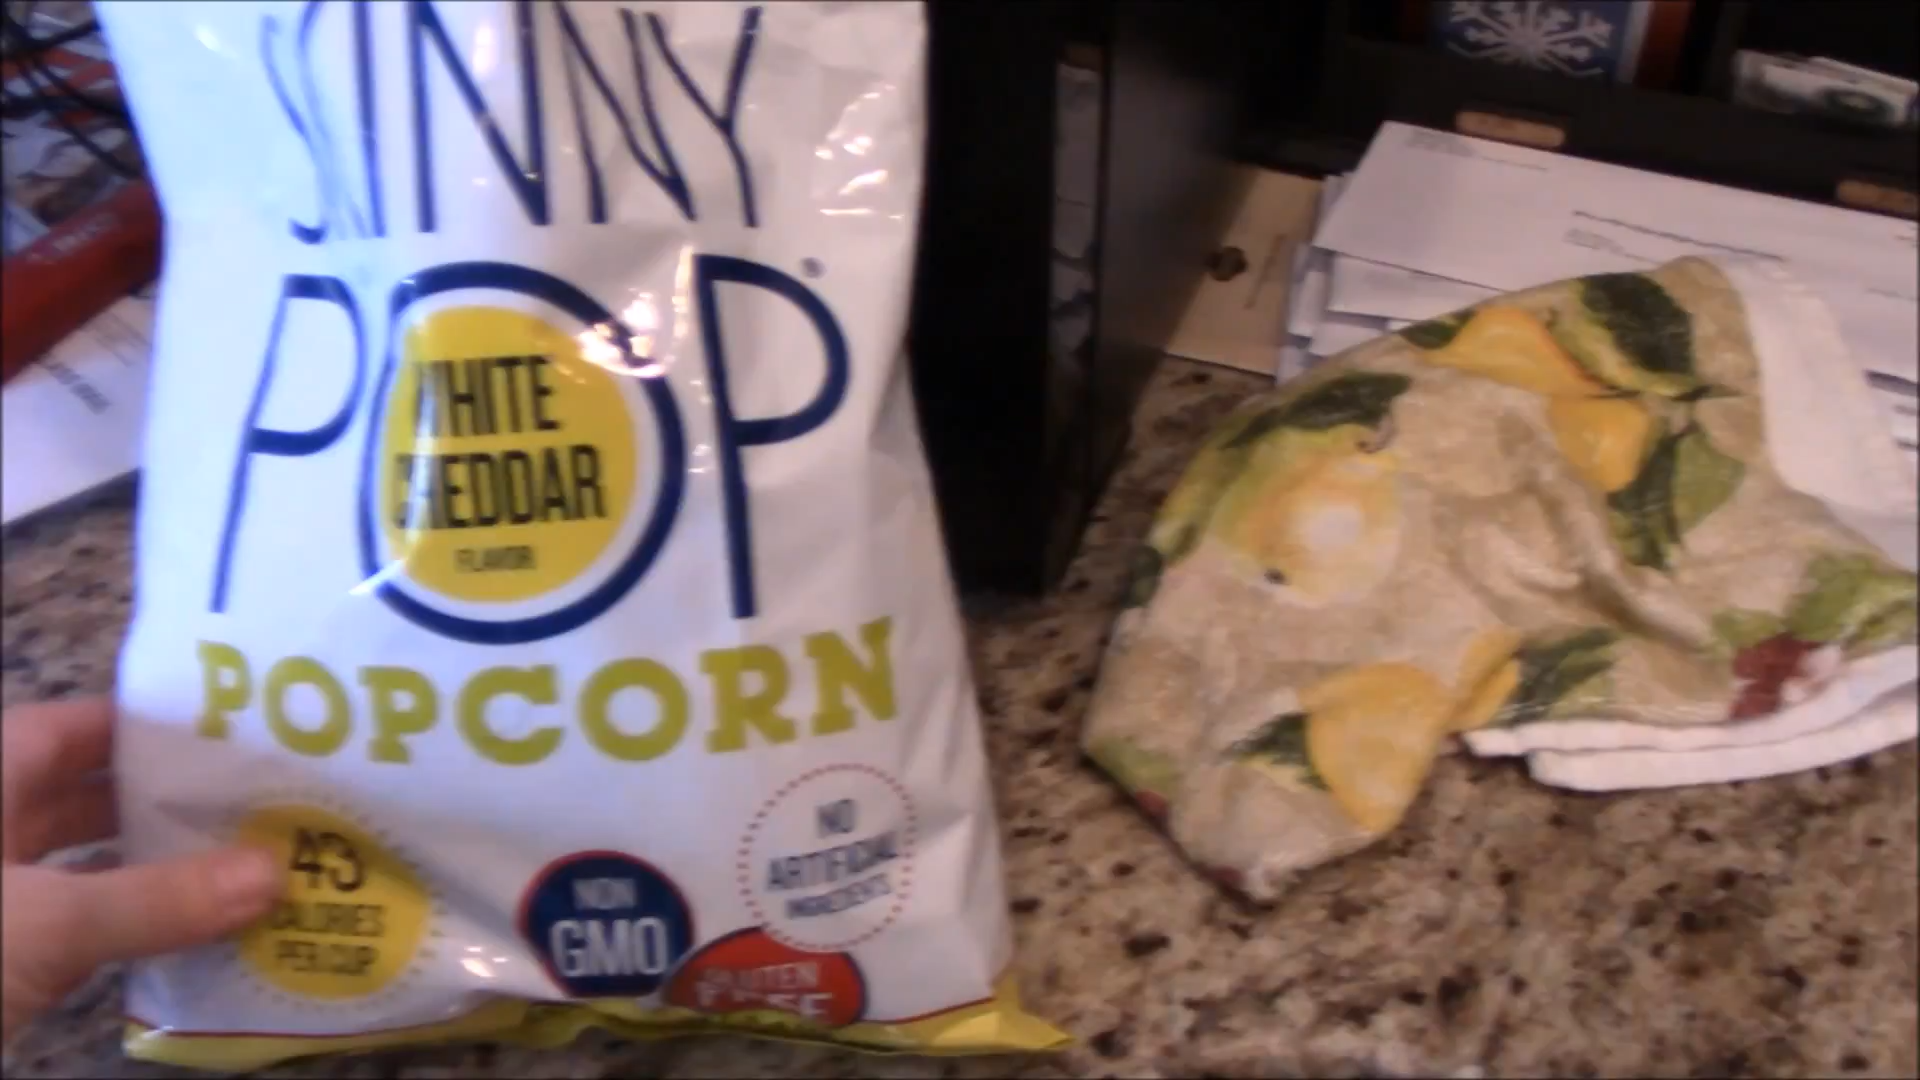 SKINNY
POP
WHITE
CHEDDAR
FLAVOR
POPCORN
43
CALORIES
PER CUP
NON
GMO
NO
ARTIFICIAL
INGREDIENTS
GLUTEN
FREE